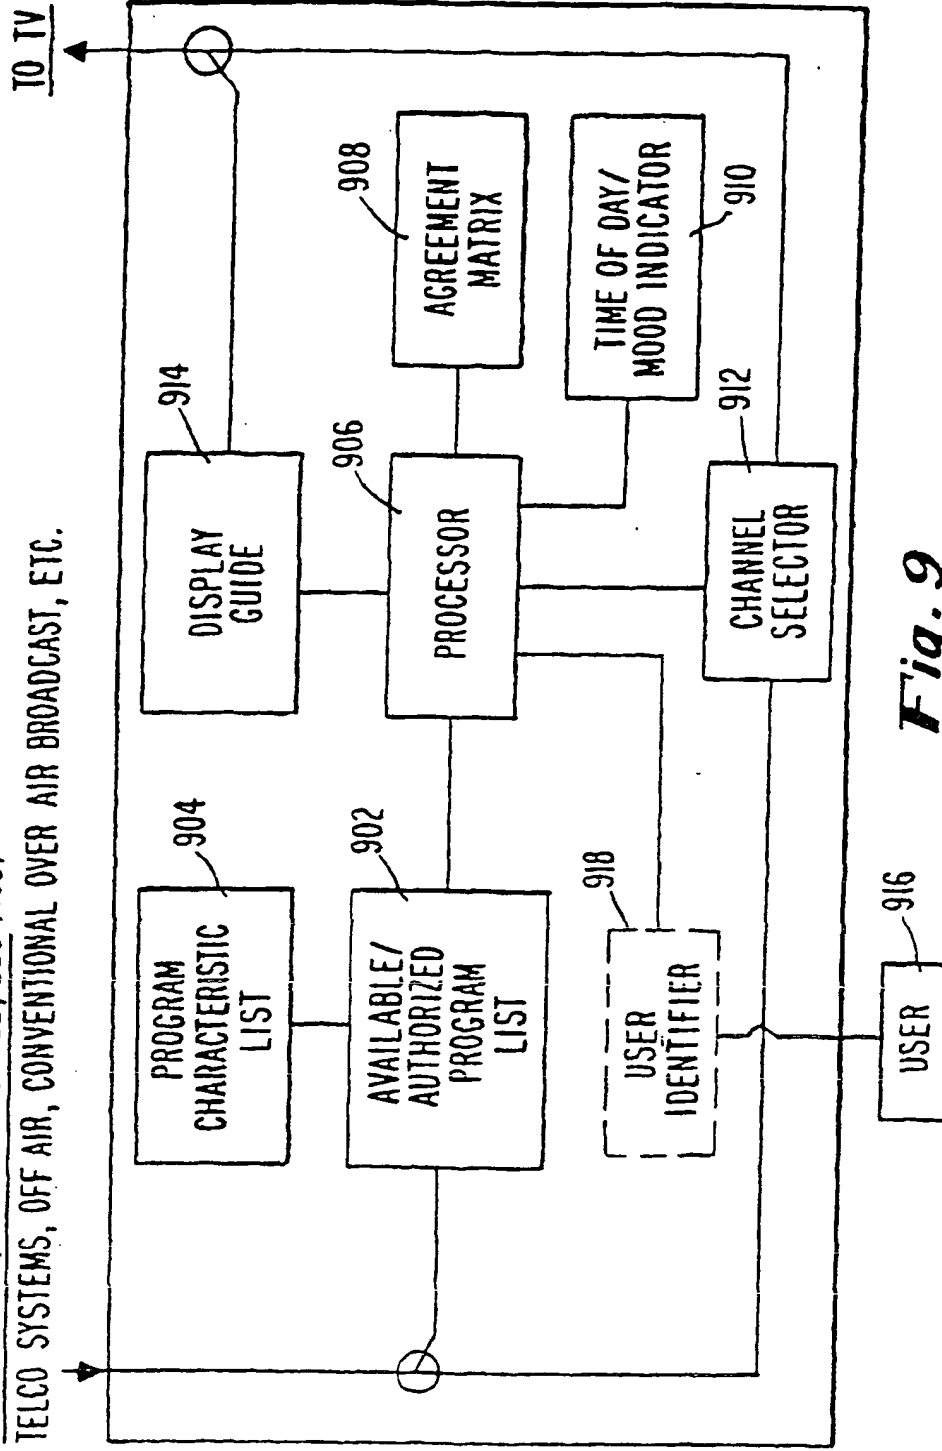 TELCO SYSTEMS, OFF AIR, CONVENTIONAL OVER AIR BROADCAST, ETC.
TO TV
PROGRAM
CHARACTERISTIC
LIST
904
DISPLAY
GUIDE
914
AVAILABLE/
AUTHORIZED
PROGRAM
LIST
902
PROCESSOR
906
AGREEMENT
MATRIX
908
USER
IDENTIFIER
918
TIME OF DAY/
MOOD INDICATOR
910
CHANNEL
SELECTOR
912
USER
916
Fig. 9